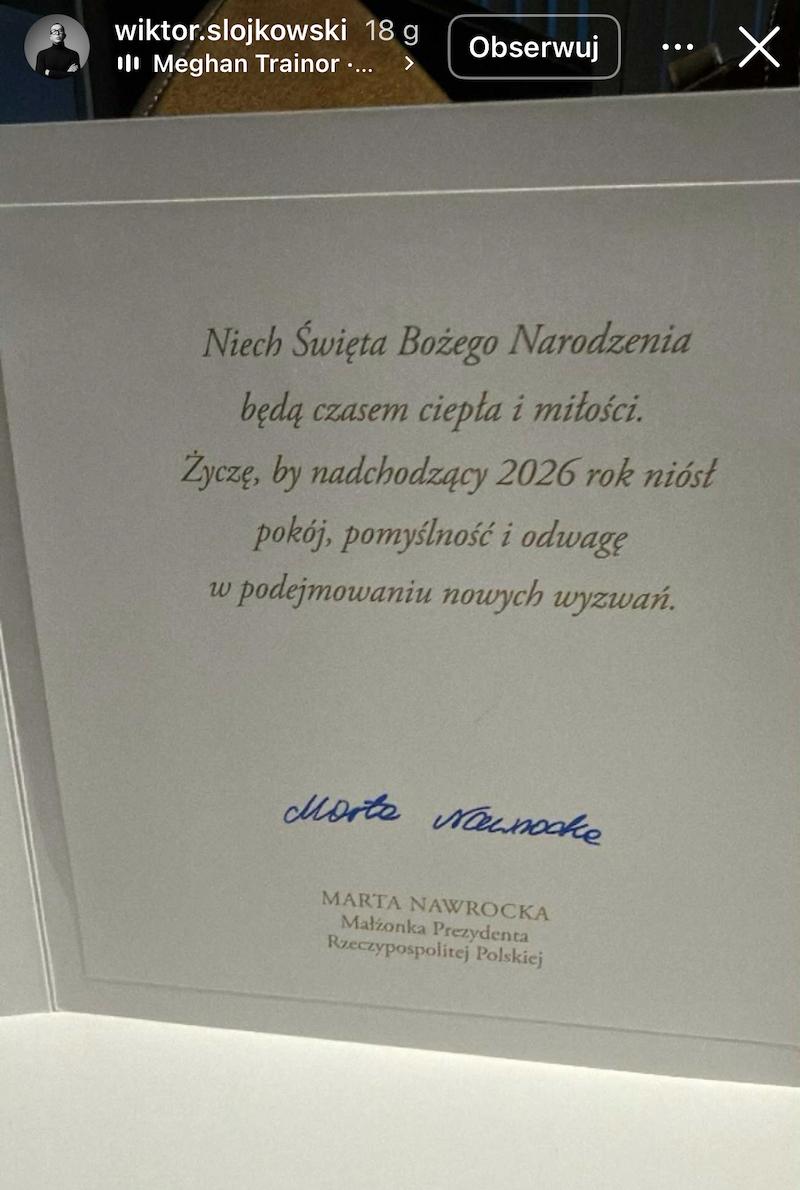 wiktor.slojkowski 18 g
Obserwuj
Meghan Trainor ·...
Niech Święta Bożego Narodzenia
będą czasem ciepła i miłości.
Życzę, by nadchodzący 2026 rok niósł
pokój, pomyślność i odwagę
w podejmowaniu nowych wyzwań.
Marta Nawrocka
MARTA NAWROCKA
Małżonka Prezydenta
Rzeczypospolitej Polskiej